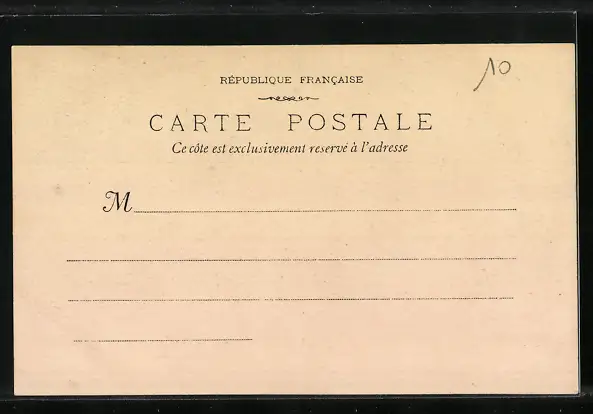 10
RÉPUBLIQUE FRANÇAISE
CARTE POSTALE
Ce côte est exclusivement reservé à l'adresse
M